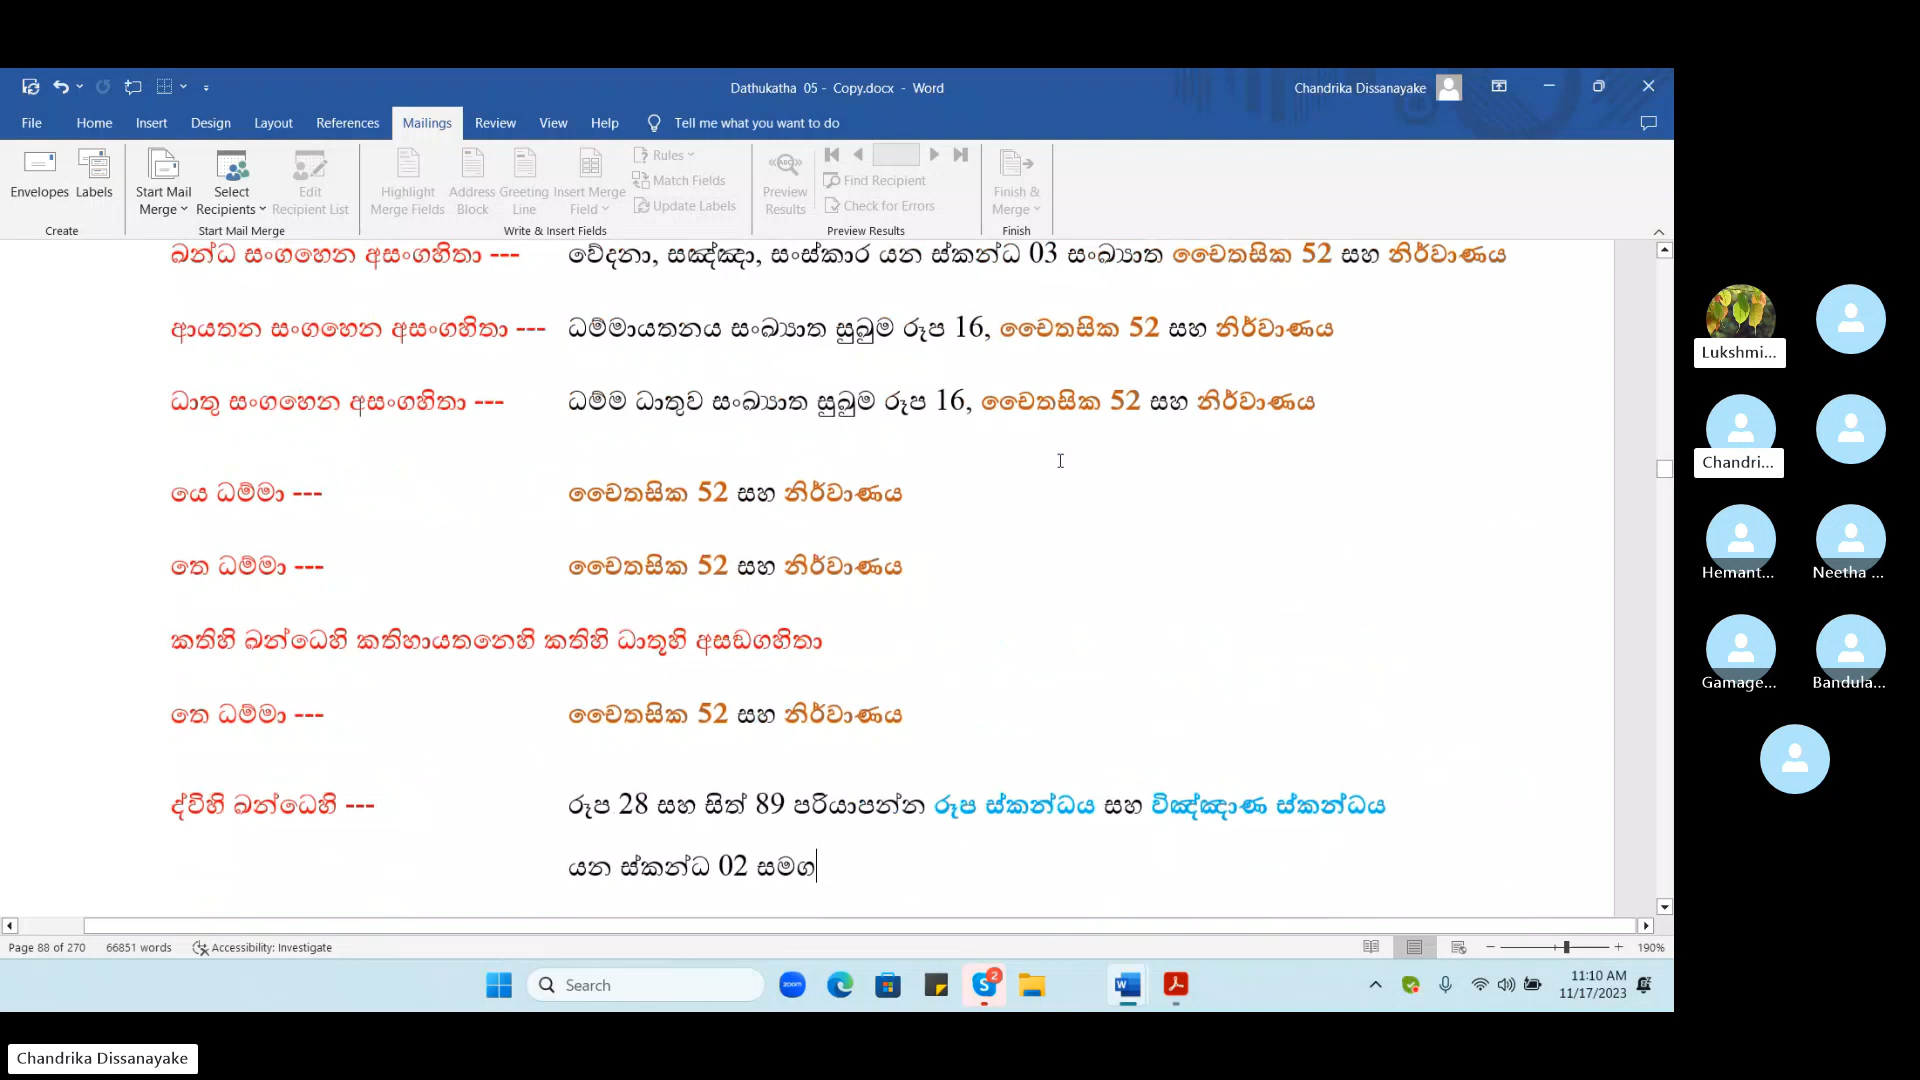 Dathukatha 05 - Copy.docx - Word
Chandrika Dissanayake
File Home Insert Design Layout References Mailings Review View Help Tell me what you want to do
Envelopes Labels
Create
Start Mail Merge Select Recipients Edit Recipient List
Start Mail Merge
Highlight Merge Fields Address Block Greeting Line Insert Merge Field
Rules
Match Fields
Update Labels
Write & Insert Fields
Preview Results
Find Recipient
Check for Errors
Preview Results
Finish & Merge
Finish
ඛන්ධ සංගහෙන අසංගහිතා --- වේදනා, සඤ්ඤා, සංස්කාර යන ස්කන්ධ 03 සංඛ්‍යාත චෛතසික 52 සහ නිර්වාණය
ආයතන සංගහෙන අසංගහිතා --- ධම්මායතනය සංඛ්‍යාත සුඛුම රූප 16, චෛතසික 52 සහ නිර්වාණය
ධාතු සංගහෙන අසංගහිතා --- ධම්ම ධාතුව සංඛ්‍යාත සුඛුම රූප 16, චෛතසික 52 සහ නිර්වාණය
යෙ ධම්මා --- චෛතසික 52 සහ නිර්වාණය
තෙ ධම්මා --- චෛතසික 52 සහ නිර්වාණය
කතිහි ඛන්ධෙහි කතිහායතනෙහි කතිහි ධාතූහි අසඞගහිතා
තෙ ධම්මා --- චෛතසික 52 සහ නිර්වාණය
ද්විහි ඛන්ධෙහි --- රූප 28 සහ සිත් 89 පරියාපන්න රූප ස්කන්ධය සහ විඤ්ඤාණ ස්කන්ධය
යන ස්කන්ධ 02 සමග
Page 88 of 270 66851 words Accessibility: Investigate 190%
Search zoom 2 11:10 AM
11/17/2023
Lukshmi...
Chandri...
Hemant... Neetha ...
Gamage... Bandula...
Chandrika Dissanayake